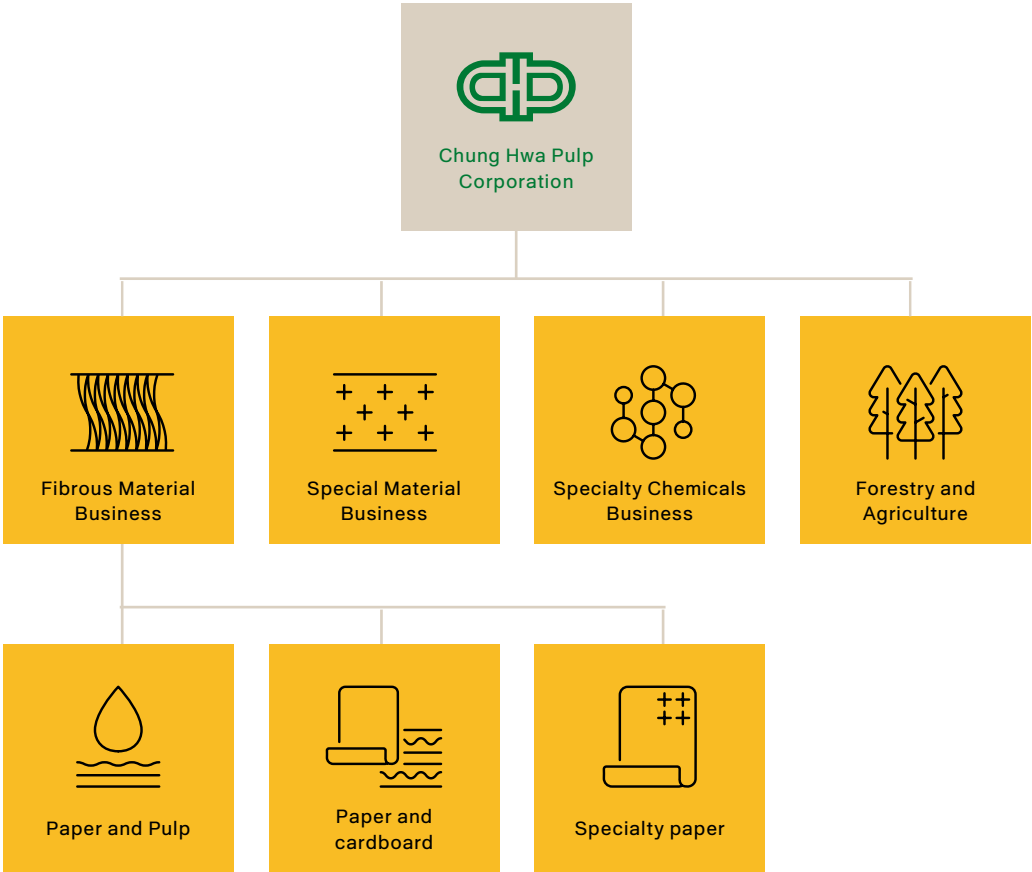 Chung Hwa Pulp
Corporation
Fibrous Material
Business
Special Material
Business
Specialty Chemicals
Business
Forestry and
Agriculture
Paper and Pulp
Paper and
cardboard
Specialty paper